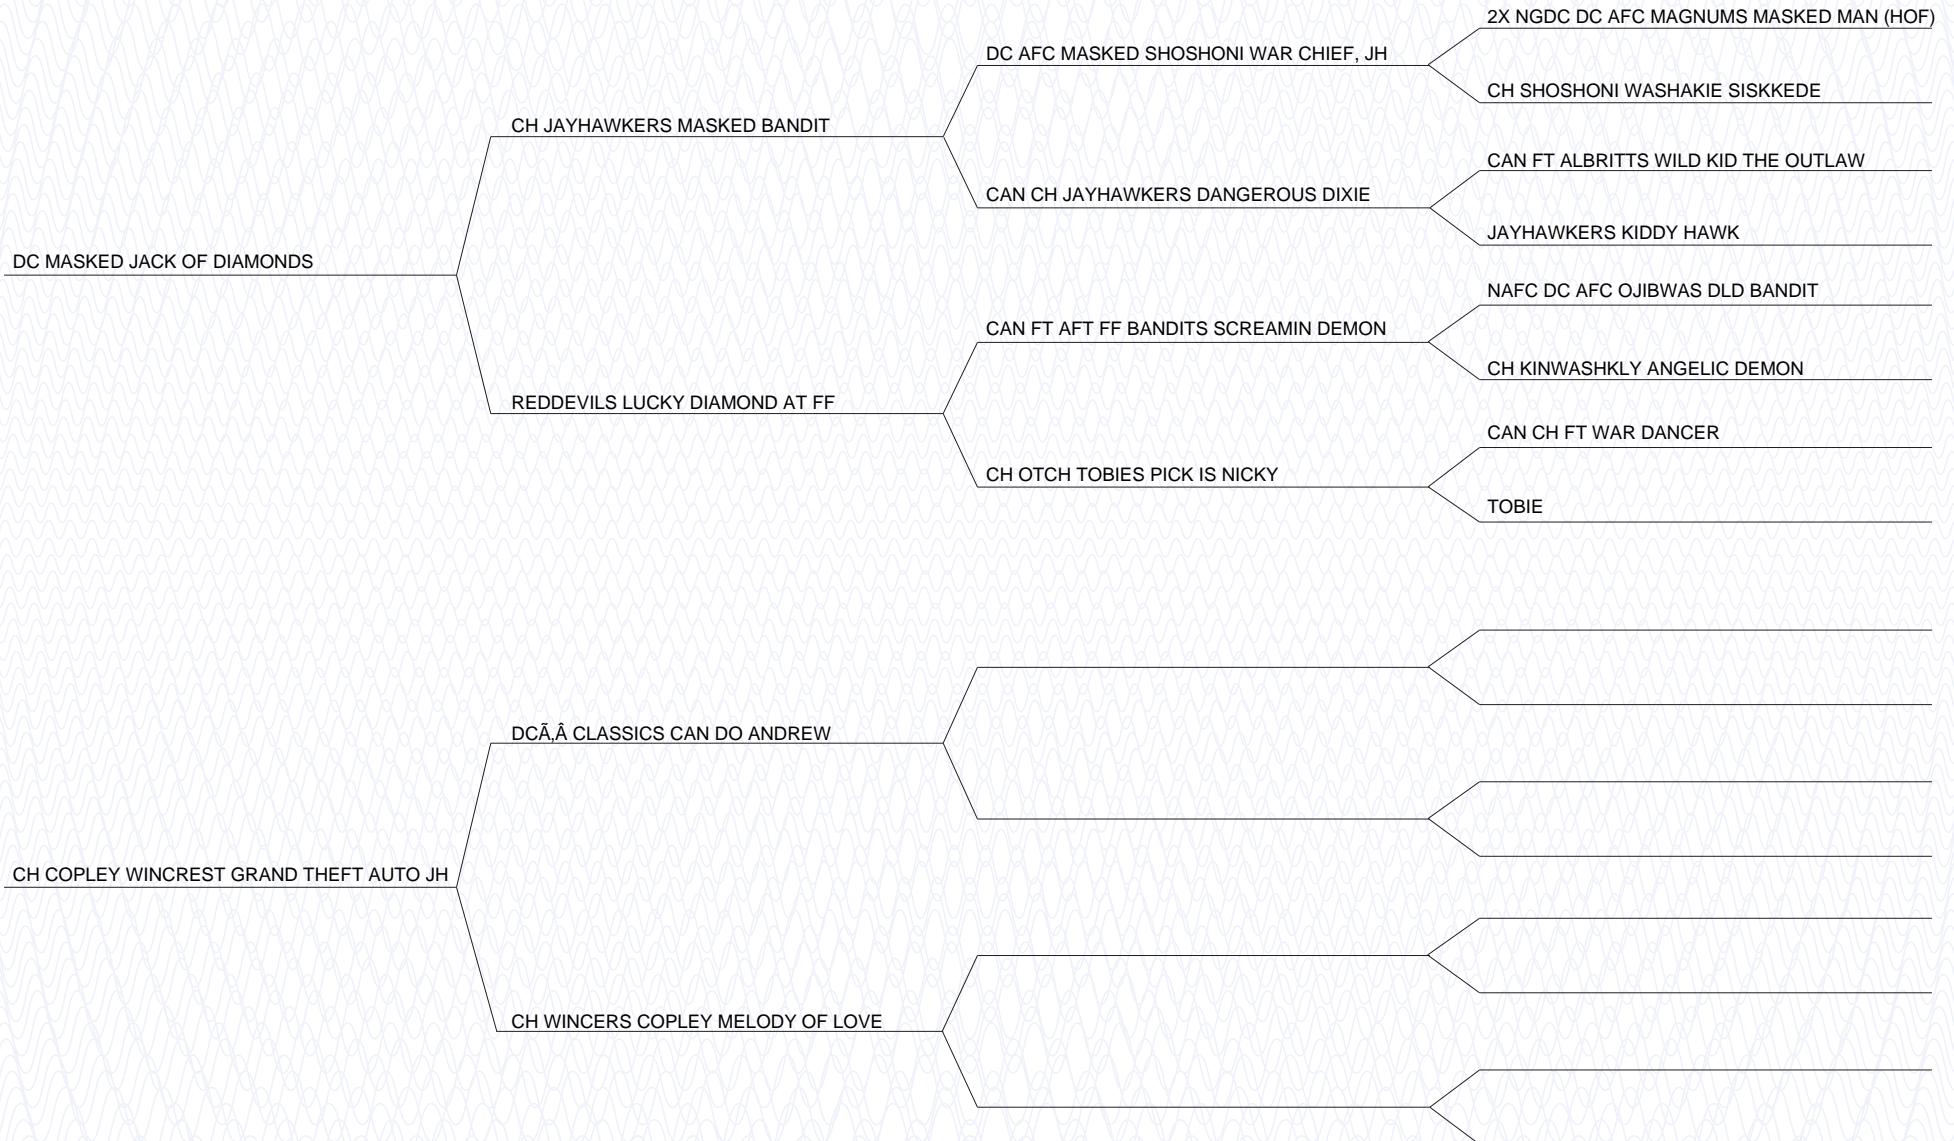 2X NGDC DC AFC MAGNUMS MASKED MAN (HOF)
DC AFC MASKED SHOSHONI WAR CHIEF, JH
CH SHOSHONI WASHAKIE SISKKEDE
CH JAYHAWKERS MASKED BANDIT
CAN FT ALBRITTS WILD KID THE OUTLAW
CAN CH JAYHAWKERS DANGEROUS DIXIE
JAYHAWKERS KIDDY HAWK
DC MASKED JACK OF DIAMONDS
NAFC DC AFC OJIBWAS DLD BANDIT
CAN FT AFT FF BANDITS SCREAMIN DEMON
CH KINWASHKLY ANGELIC DEMON
REDDEVILS LUCKY DIAMOND AT FF
CAN CH FT WAR DANCER
CH OTCH TOBIES PICK IS NICKY
TOBIE
DCÃ‚Â CLASSICS CAN DO ANDREW
CH COPLEY WINCREST GRAND THEFT AUTO JH
CH WINCERS COPLEY MELODY OF LOVE